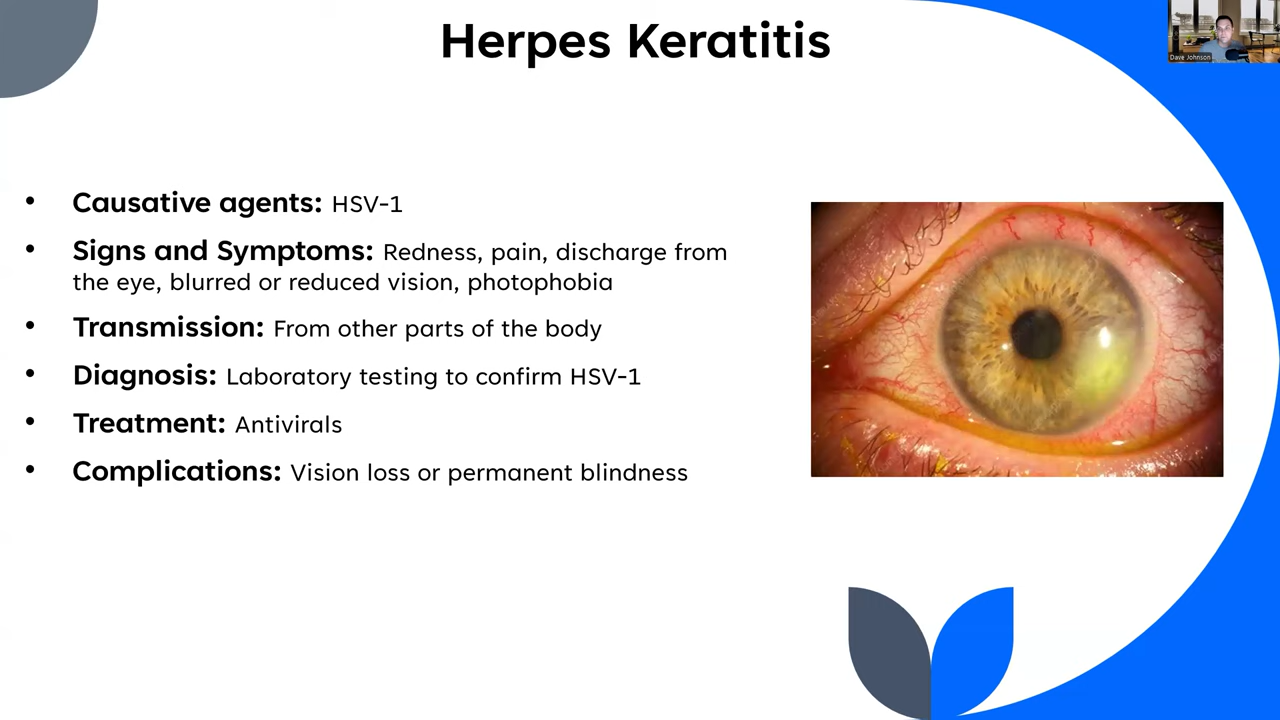 Herpes Keratitis
Dave Johnson
• Causative agents: HSV-1
• Signs and Symptoms: Redness, pain, discharge from
the eye, blurred or reduced vision, photophobia
• Transmission: From other parts of the body
• Diagnosis: Laboratory testing to confirm HSV-1
• Treatment: Antivirals
• Complications: Vision loss or permanent blindness